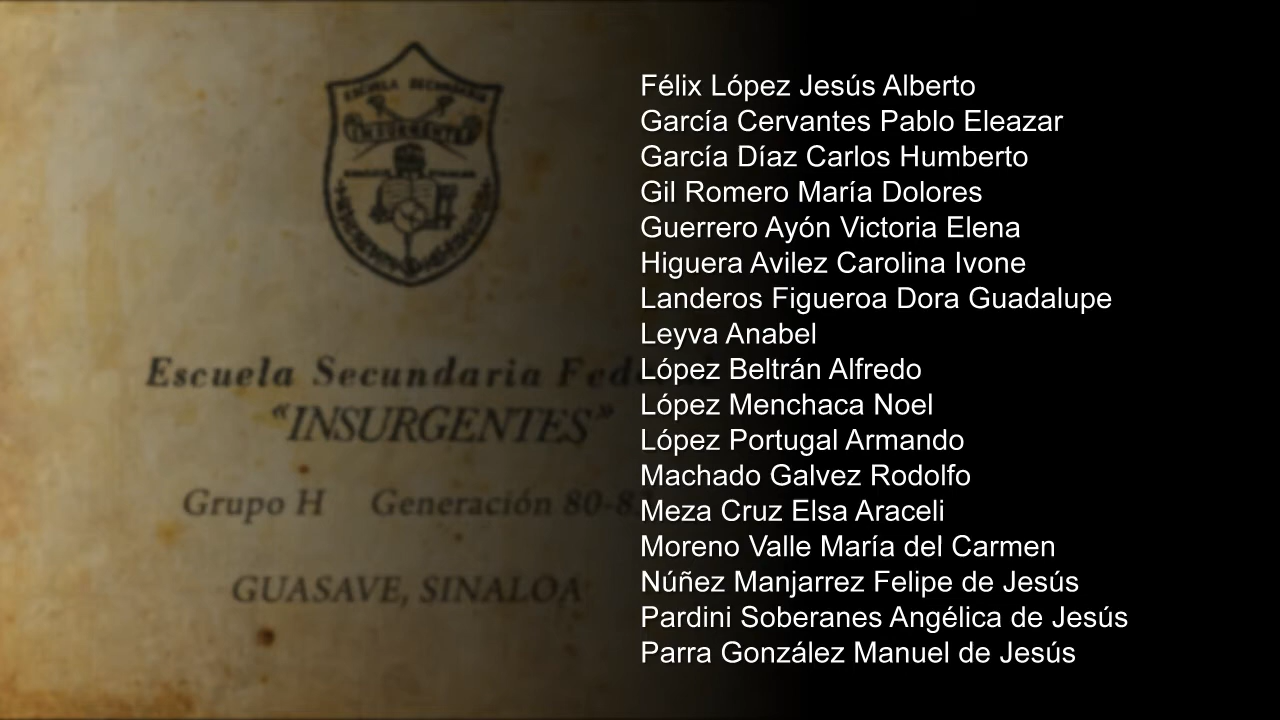 ESCUELA SECUNDARIA
INSURGENTES
Escuela Secundaria
"INSURGENTES"
Grupo H Generación
GUASAVE, SINALOA
Félix López Jesús Alberto
García Cervantes Pablo Eleazar
García Díaz Carlos Humberto
Gil Romero María Dolores
Guerrero Ayón Victoria Elena
Higuera Avilez Carolina Ivone
Landeros Figueroa Dora Guadalupe
Leyva Anabel
López Beltrán Alfredo
López Menchaca Noel
López Portugal Armando
Machado Galvez Rodolfo
Meza Cruz Elsa Araceli
Moreno Valle María del Carmen
Núñez Manjarrez Felipe de Jesús
Pardini Soberanes Angélica de Jesús
Parra González Manuel de Jesús